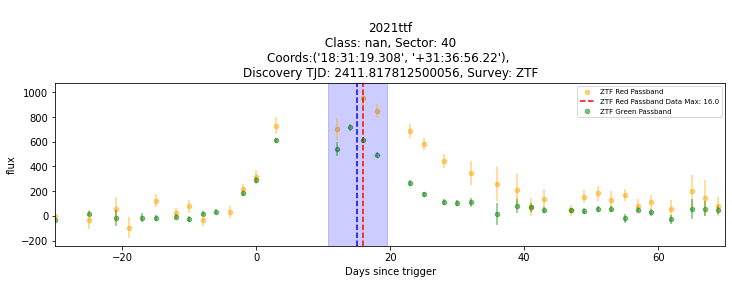 2021ttf
Class: nan, Sector: 40
Coords:('18:31:19.308', '+31:36:56.22'),
Discovery TJD: 2411.817812500056, Survey: ZTF
ZTF Red Passband
ZTF Red Passband Data Max: 16.0
ZTF Green Passband
flux
1000
800
600
400
200
0
−200
−20
0
20
40
60
Days since trigger